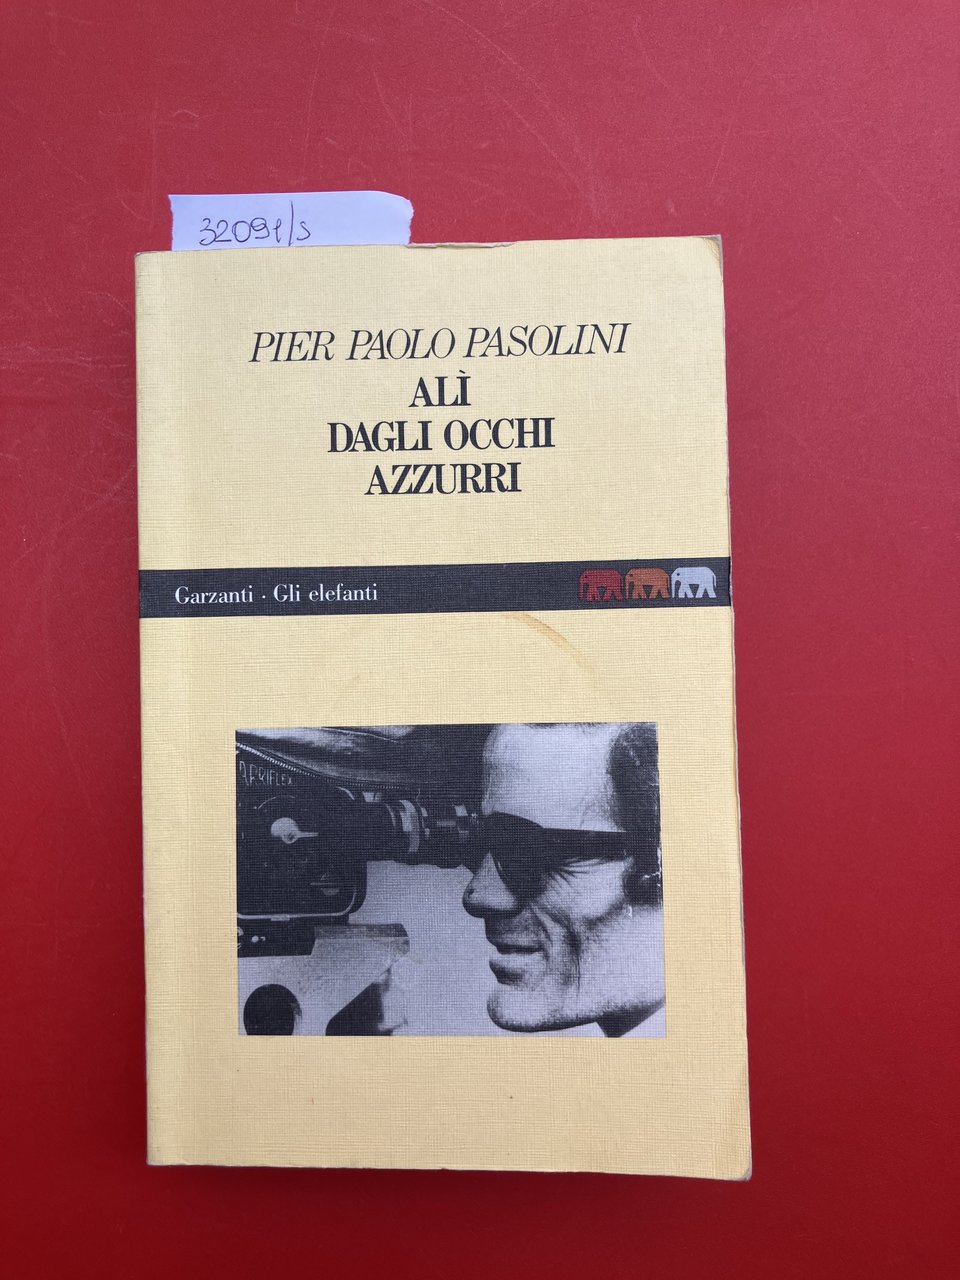 32091/s
PIER PAOLO PASOLINI
ALÌ
DAGLI OCCHI
AZZURRI
Garzanti · Gli elefanti
ARRIFLEX